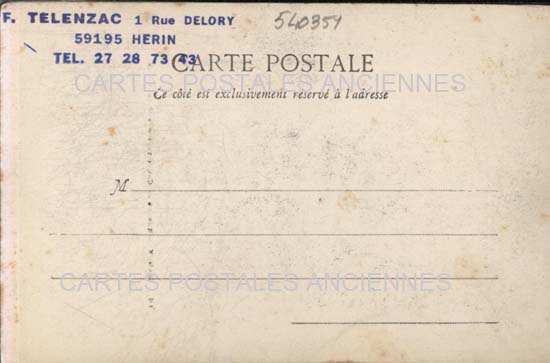 F. TELENZAC 1 Rue DELORY
540354
59195 HERIN
TEL. 27 28 73 43
CARTE POSTALE
CARTES POSTALES ANCIENNES
Ce côté est exclusivement réservé à l'adresse
M
CARTES POSTALES ANCIENNES